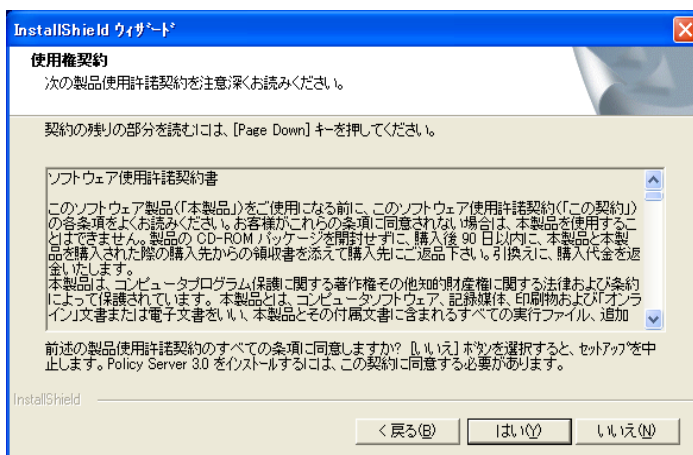 InstallShield ウィザード
使用権契約
次の製品使用許諾契約を注意深くお読みください。
契約の残りの部分を読むには、[Page Down] キーを押してください。
ソフトウェア使用許諾契約書
このソフトウェア製品(「本製品」)をご使用になる前に、このソフトウェア使用許諾契約(「この契約」)
の各条項をよくお読みください。お客様がこれらの条項に同意されない場合は、本製品を使用するこ
とはできません。製品の CD-ROM パッケージを開封せずに、購入後 90 日以内に、本製品と本製
品を購入された際の購入先からの領収書を添えて購入先にご返品下さい。引換えに、購入代金を返
金いたします。
本製品は、コンピュータプログラム保護に関する著作権その他知的財産権に関する法律および条約
によって保護されています。本製品とは、コンピュータソフトウェア、記録媒体、印刷物および「オンラ
イン」文書または電子文書をいい、本製品とその付属文書に含まれるすべての実行ファイル、追加
前述の製品使用許諾契約のすべての条項に同意しますか? [いいえ] ボタンを選択すると、セットアップを中
止します。Policy Server 3.0 をインストールするには、この契約に同意する必要があります。
InstallShield
< 戻る(B)
はい(Y)
いいえ(N)